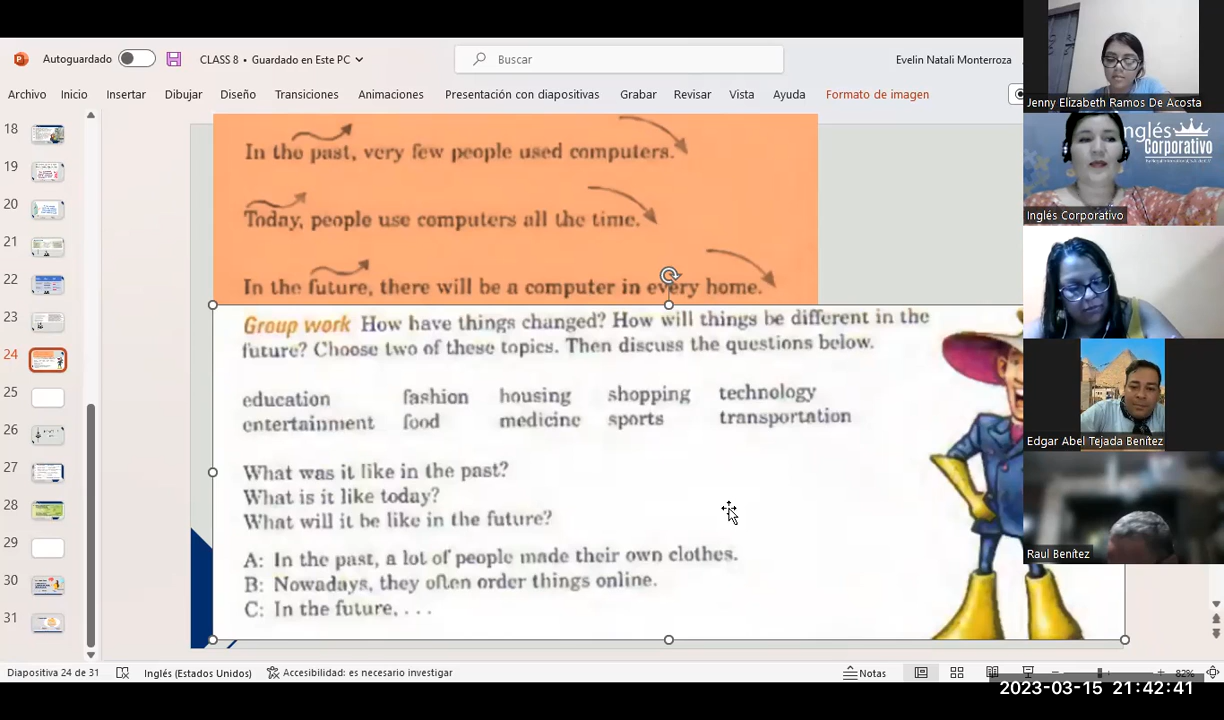 Autoguardado
CLASS 8 • Guardado en Este PC
Buscar
Evelin Natali Monterroza
Archivo Inicio Insertar Dibujar Diseño Transiciones Animaciones Presentación con diapositivas Grabar Revisar Vista Ayuda Formato de imagen
18
19
20
21
22
23
24
25
26
27
28
29
30
31
In the past, very few people used computers.
Today, people use computers all the time.
In the future, there will be a computer in every home.
Group work How have things changed? How will things be different in the
future? Choose two of these topics. Then discuss the questions below.
education fashion housing shopping technology
entertainment food medicine sports transportation
What was it like in the past?
What is it like today?
What will it be like in the future?
A: In the past, a lot of people made their own clothes.
B: Nowadays, they often order things online.
C: In the future, . . .
Jenny Elizabeth Ramos De Acosta
Inglés
Corporativo
Inglés Corporativo
Edgar Abel Tejada Benítez
Raul Benítez
Diapositiva 24 de 31
Inglés (Estados Unidos)
Accesibilidad: es necesario investigar
Notas
82%
2023-03-15 21:42:41